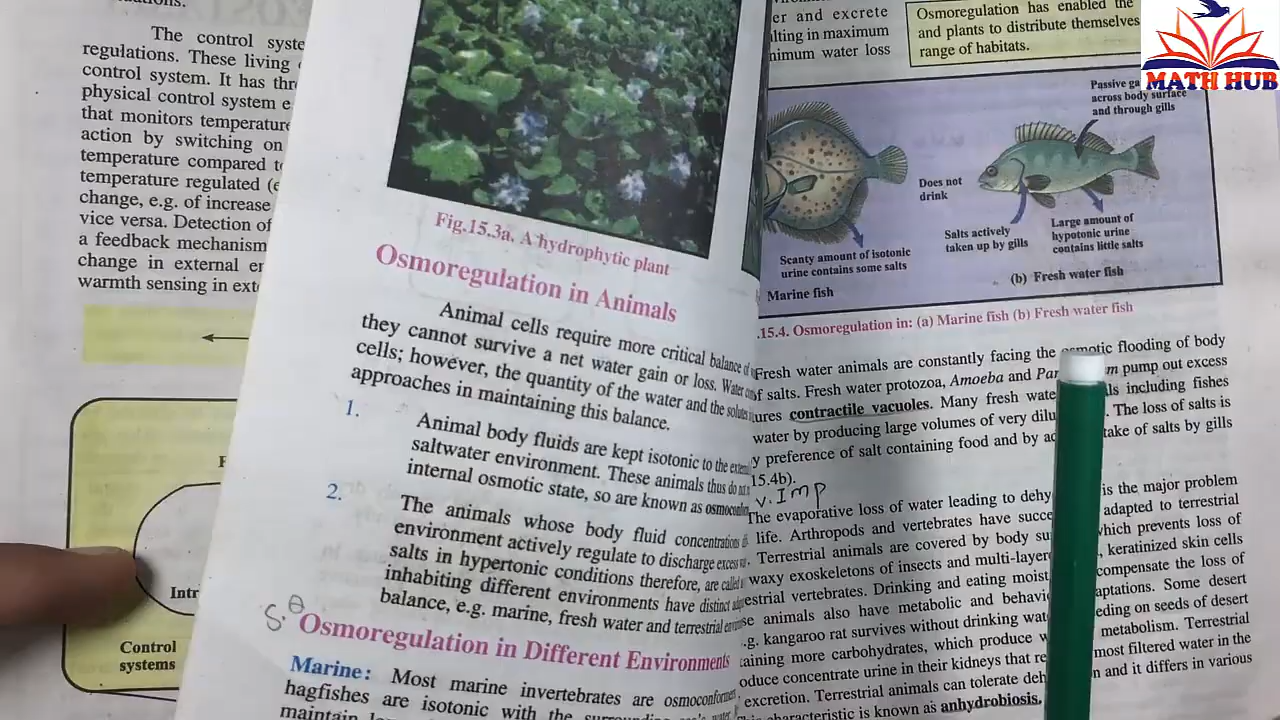 The control syste
regulations. These living
control system. It has thr
physical control system e
that monitors temperature
action by switching on
temperature compared t
temperature regulated (e
change, e.g. of increase
vice versa. Detection of
a feedback mechanism
change in external en
warmth sensing in exte
Intr
Control
systems
Fig.15.3a. A hydrophytic plant
Osmoregulation in Animals
Animal cells require more critical balance of
they cannot survive a net water gain or loss. Water
cells; however, the quantity of the water and the solutes
approaches in maintaining this balance.
1. Animal body fluids are kept isotonic to the
saltwater environment. These animals thus do
internal osmotic state, so are known as
2. The animals whose body fluid concentrations
environment actively regulate to discharge excess
salts in hypertonic conditions therefore, are called
inhabiting different environments have distinct
balance, e.g. marine, fresh water and terrestrial
S.Q
Osmoregulation in Different Environments
Marine: Most marine invertebrates are osmoconformers
hagfishes are isotonic with the
er and excrete
lting in maximum
nimum water loss
Osmoregulation has enabled the
and plants to distribute themselves
range of habitats.
MATH HUB
Passive ga
across body surface
and through gills
Does not
drink
Salts actively
taken up by gills
Large amount of
hypotonic urine
contains little salts
Scanty amount of isotonic
urine contains some salts
Marine fish
(b) Fresh water fish
.15.4. Osmoregulation in: (a) Marine fish (b) Fresh water fish
Fresh water animals are constantly facing the osmotic flooding of body
of salts. Fresh water protozoa, Amoeba and Par m pump out excess
tures contractile vacuoles. Many fresh wate ls including fishes
water by producing large volumes of very dilu . The loss of salts is
y preference of salt containing food and by ac take of salts by gills
15.4b).
V. Imp
The evaporative loss of water leading to dehy is the major problem
life. Arthropods and vertebrates have succe adapted to terrestrial
Terrestrial animals are covered by body su which prevents loss of
waxy exoskeletons of insects and multi-layer , keratinized skin cells
estrial vertebrates. Drinking and eating moist compensate the loss of
se animals also have metabolic and behavi aptations. Some desert
.g. kangaroo rat survives without drinking wat eding on seeds of desert
aining more carbohydrates, which produce w metabolism. Terrestrial
oduce concentrate urine in their kidneys that re most filtered water in the
excretion. Terrestrial animals can tolerate deh n and it differs in various
characteristic is known as anhydrobiosis.